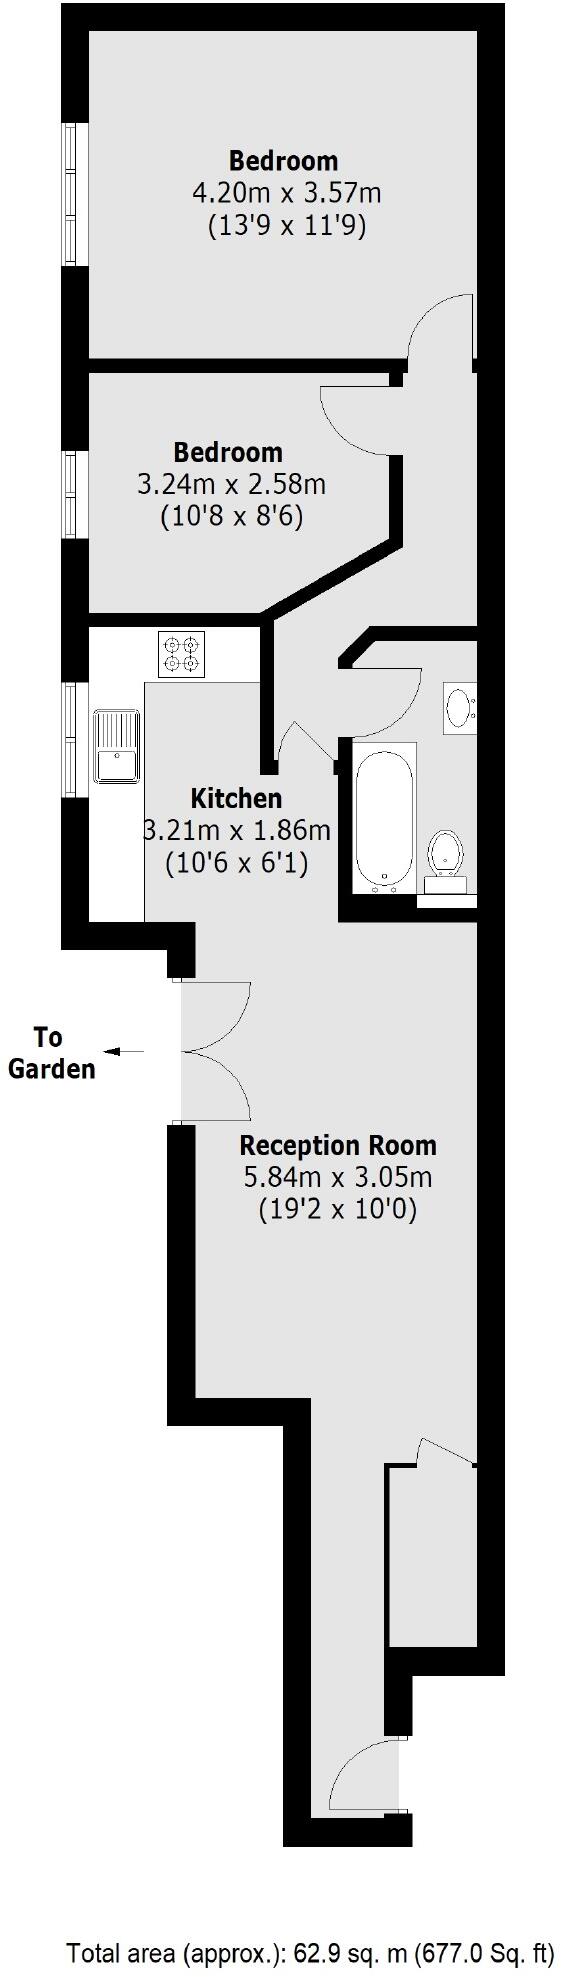 Bedroom
4.20m x 3.57m
(13'9 x 11'9)
Bedroom
3.24m x 2.58m
(10'8 x 8'6)
Kitchen
3.21m x 1.86m
(10'6 x 6'1)
To
Garden
Reception Room
5.84m x 3.05m
(19'2 x 10'0)
Total area (approx.): 62.9 sq. m (677.0 Sq. ft)